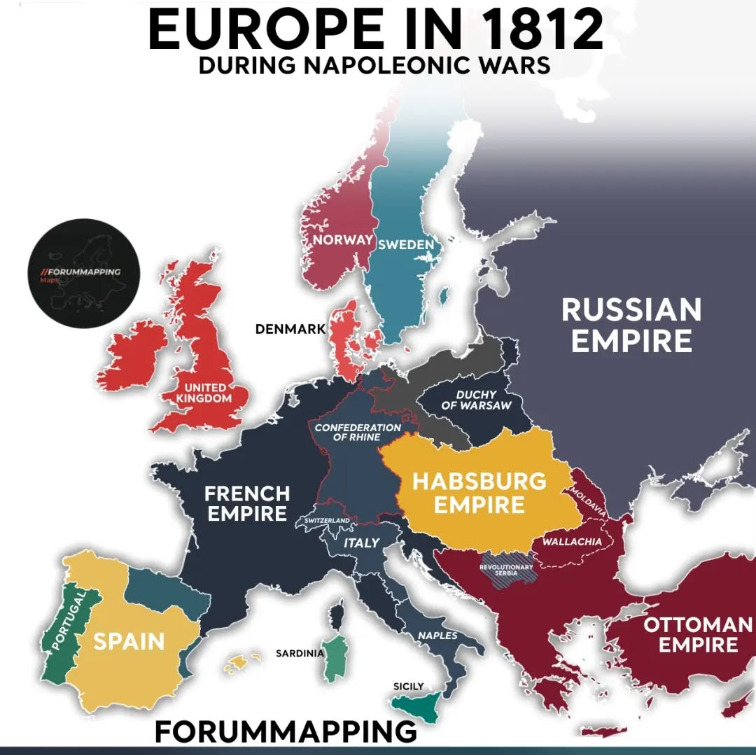 EUROPE IN 1812
DURING NAPOLEONIC WARS
//FORUMMAPPING
Maps
NORWAY
SWEDEN
DENMARK
RUSSIAN
EMPIRE
UNITED
KINGDOM
DUCHY
OF WARSAW
CONFEDERATION
OF RHINE
HABSBURG
EMPIRE
FRENCH
EMPIRE
MOLDAVIA
SWITZERLAND
ITALY
WALLACHIA
REVOLUTIONARY
SERBIA
PORTUGAL
SPAIN
OTTOMAN
EMPIRE
NAPLES
SARDINIA
SICILY
FORUMMAPPING